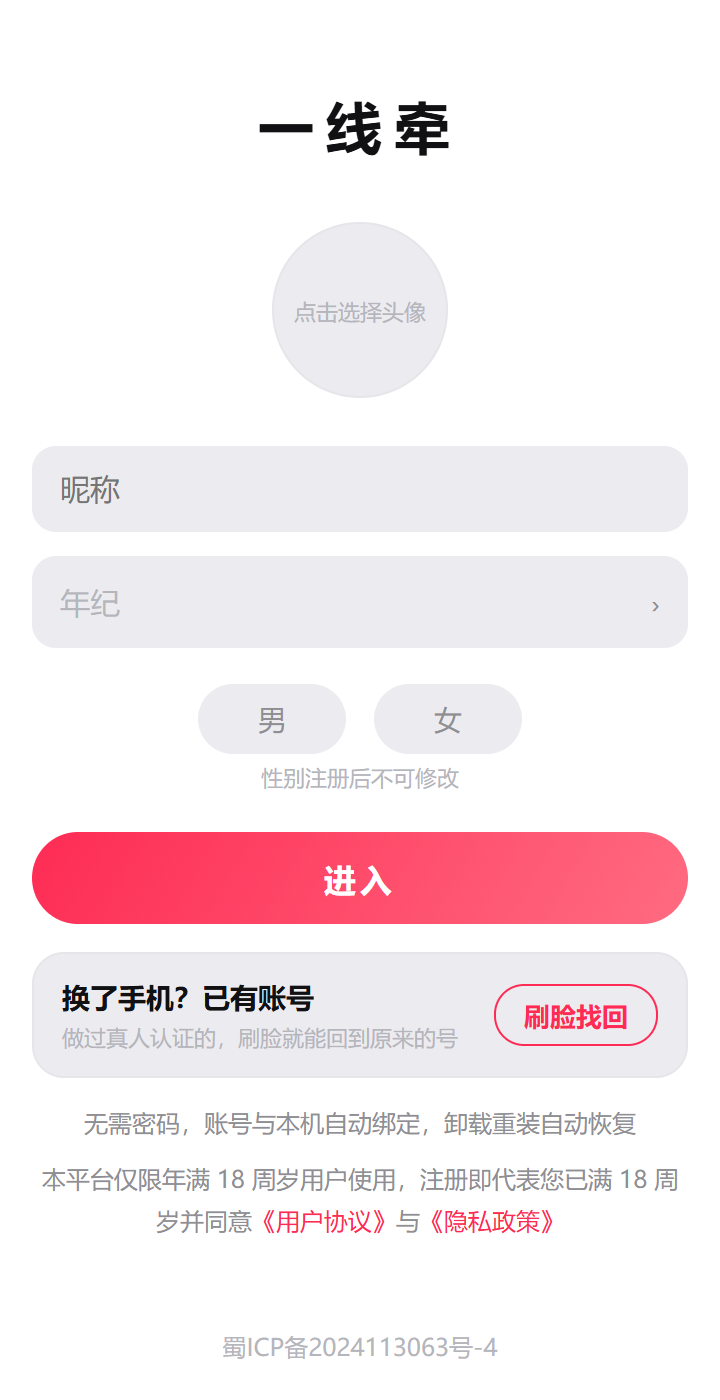 一线牵
点击选择头像
昵称
年纪 ›
男 女
性别注册后不可修改
进入
换了手机？已有账号
做过真人认证的，刷脸就能回到原来的号
刷脸找回
无需密码，账号与本机自动绑定，卸载重装自动恢复
本平台仅限年满 18 周岁用户使用，注册即代表您已满 18 周
岁并同意《用户协议》与《隐私政策》
蜀ICP备2024113063号-4